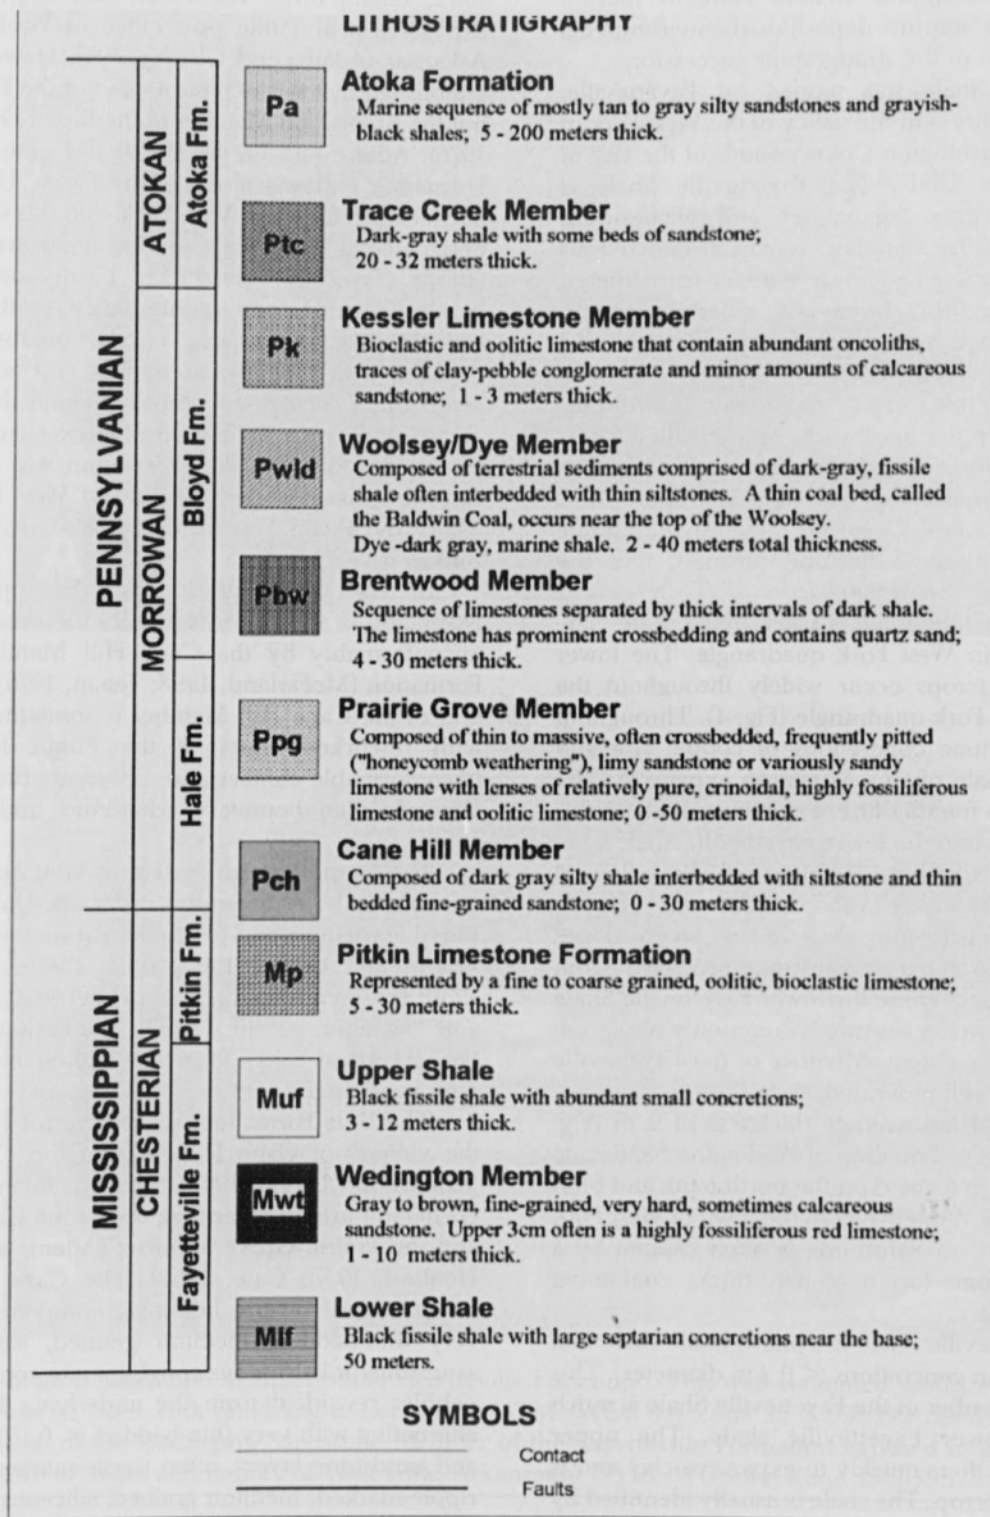 LITHOSTRATIGRAPHY
PENNSYLVANIAN
MISSISSIPPIAN
ATOKAN
MORROWAN
CHESTERIAN
Atoka Fm.
Bloyd Fm.
Hale Fm.
Pitkin Fm.
Fayetteville Fm.
Pa
Atoka Formation
Marine sequence of mostly tan to gray silty sandstones and grayish-
black shales; 5 - 200 meters thick.
Ptc
Trace Creek Member
Dark-gray shale with some beds of sandstone;
20 - 32 meters thick.
Pk
Kessler Limestone Member
Bioclastic and oolitic limestone that contain abundant oncoliths,
traces of clay-pebble conglomerate and minor amounts of calcareous
sandstone; 1 - 3 meters thick.
Pwld
Woolsey/Dye Member
Composed of terrestrial sediments comprised of dark-gray, fissile
shale often interbedded with thin siltstones. A thin coal bed, called
the Baldwin Coal, occurs near the top of the Woolsey.
Dye -dark gray, marine shale. 2 - 40 meters total thickness.
Pbw
Brentwood Member
Sequence of limestones separated by thick intervals of dark shale.
The limestone has prominent crossbedding and contains quartz sand;
4 - 30 meters thick.
Ppg
Prairie Grove Member
Composed of thin to massive, often crossbedded, frequently pitted
("honeycomb weathering"), limy sandstone or variously sandy
limestone with lenses of relatively pure, crinoidal, highly fossiliferous
limestone and oolitic limestone; 0 -50 meters thick.
Pch
Cane Hill Member
Composed of dark gray silty shale interbedded with siltstone and thin
bedded fine-grained sandstone; 0 - 30 meters thick.
Mp
Pitkin Limestone Formation
Represented by a fine to coarse grained, oolitic, bioclastic limestone;
5 - 30 meters thick.
Muf
Upper Shale
Black fissile shale with abundant small concretions;
3 - 12 meters thick.
Mwt
Wedington Member
Gray to brown, fine-grained, very hard, sometimes calcareous
sandstone. Upper 3cm often is a highly fossiliferous red limestone;
1 - 10 meters thick.
Mlf
Lower Shale
Black fissile shale with large septarian concretions near the base;
50 meters.
SYMBOLS
Contact
Faults